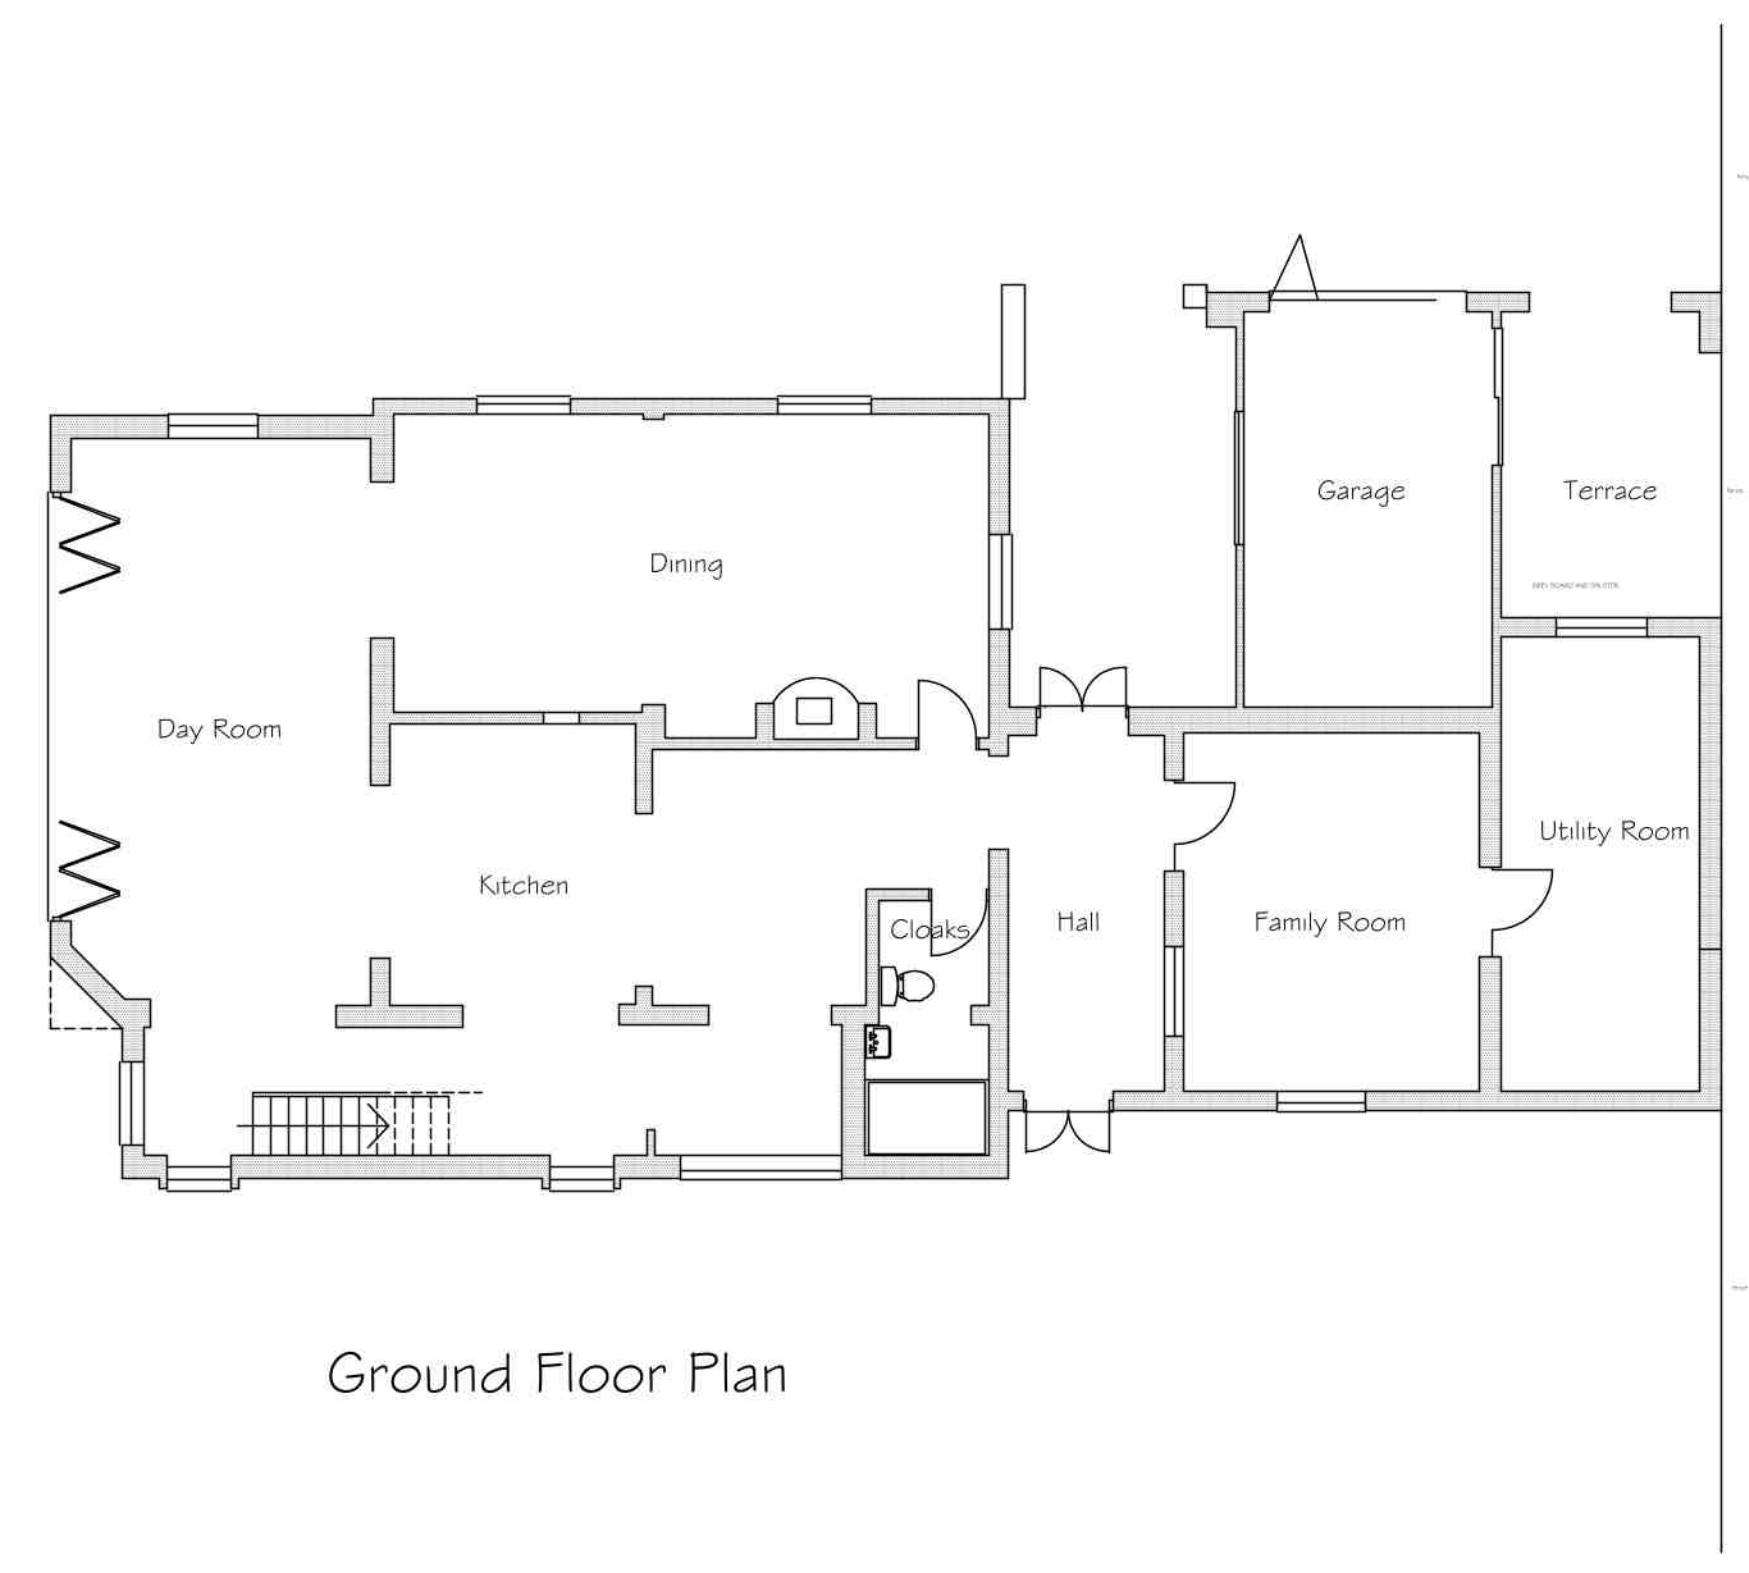 Garage
Terrace
Dining
Day Room
Utility Room
Kitchen
Cloaks
Hall
Family Room
Ground Floor Plan